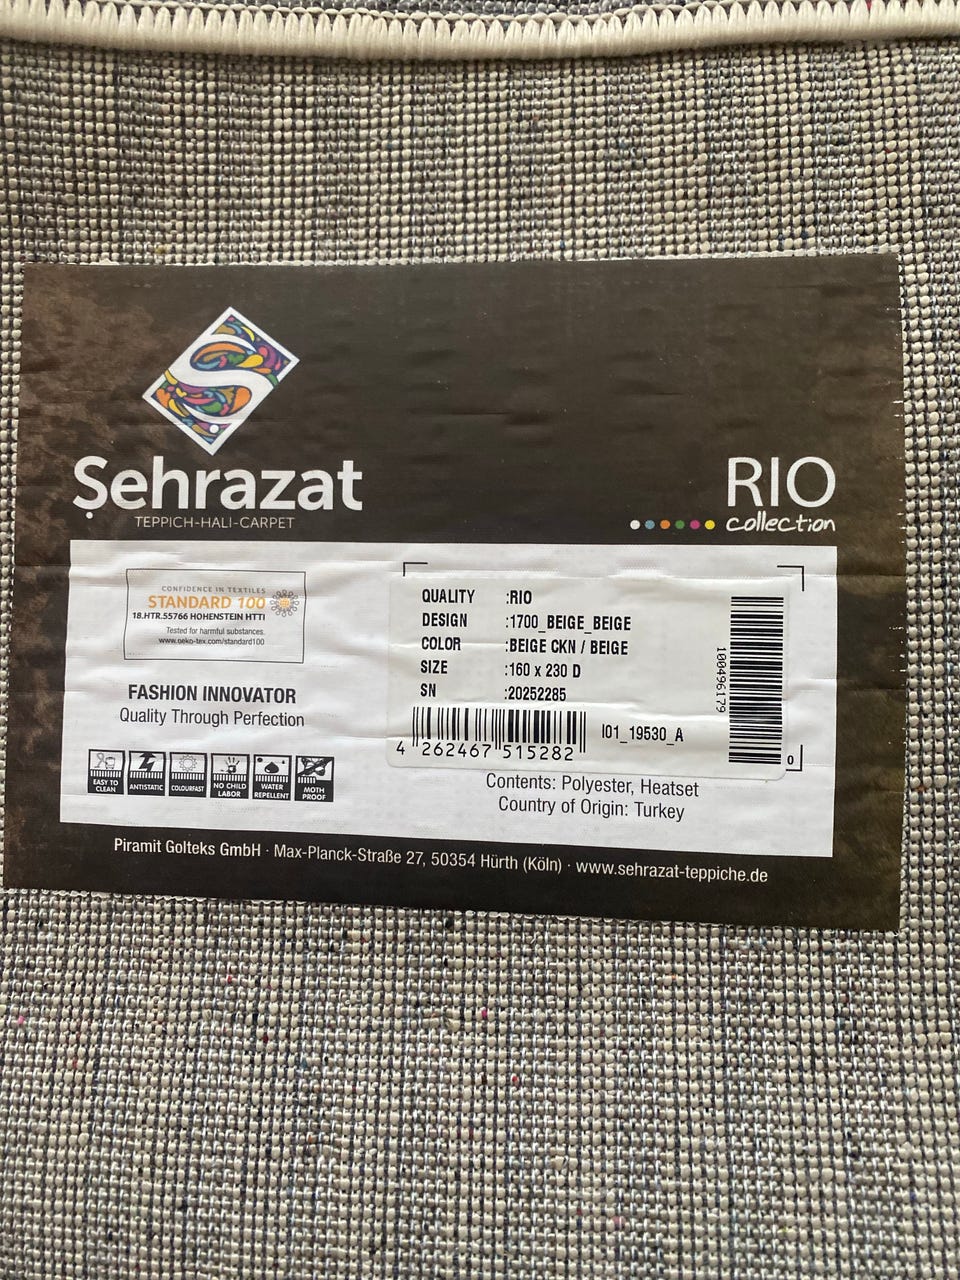 Şehrazat
TEPPICH-HALI-CARPET
RIO
collection
CONFIDENCE IN TEXTILES
STANDARD 100
18.HTR.55766 HOHENSTEIN HTTI
Tested for harmful substances.
www.oeko-tex.com/standard100
FASHION INNOVATOR
Quality Through Perfection
EASY TO CLEAN
ANTISTATIC
COLOURFAST
NO CHILD LABOR
WATER REPELLENT
MOTH PROOF
QUALITY :RIO
DESIGN :1700_BEIGE_BEIGE
COLOR :BEIGE CKN / BEIGE
SIZE :160 x 230 D
SN :20252285
4 262467 515282
I01_19530_A
100496179
0
Contents: Polyester, Heatset
Country of Origin: Turkey
Piramit Golteks GmbH · Max-Planck-Straße 27, 50354 Hürth (Köln) · www.sehrazat-teppiche.de